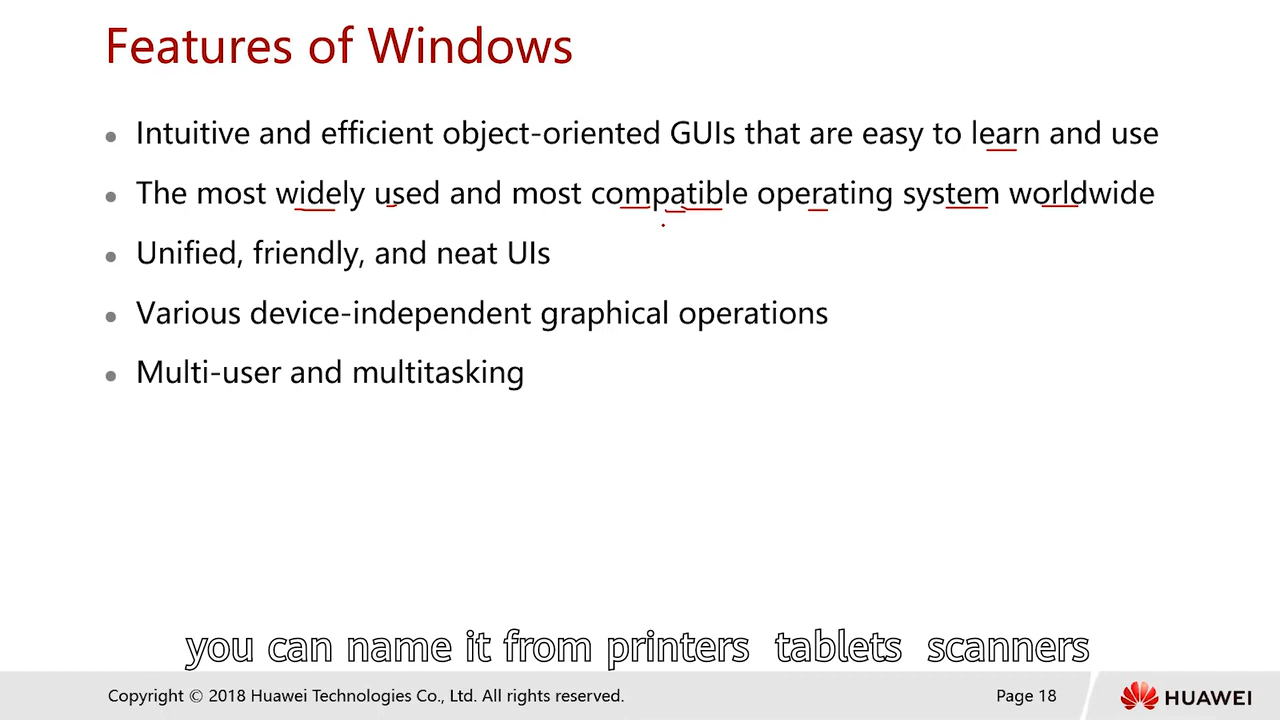 Features of Windows
• Intuitive and efficient object-oriented GUIs that are easy to learn and use
• The most widely used and most compatible operating system worldwide
• Unified, friendly, and neat UIs
• Various device-independent graphical operations
• Multi-user and multitasking
you can name it from printers tablets scanners
Copyright © 2018 Huawei Technologies Co., Ltd. All rights reserved.
Page 18
HUAWEI